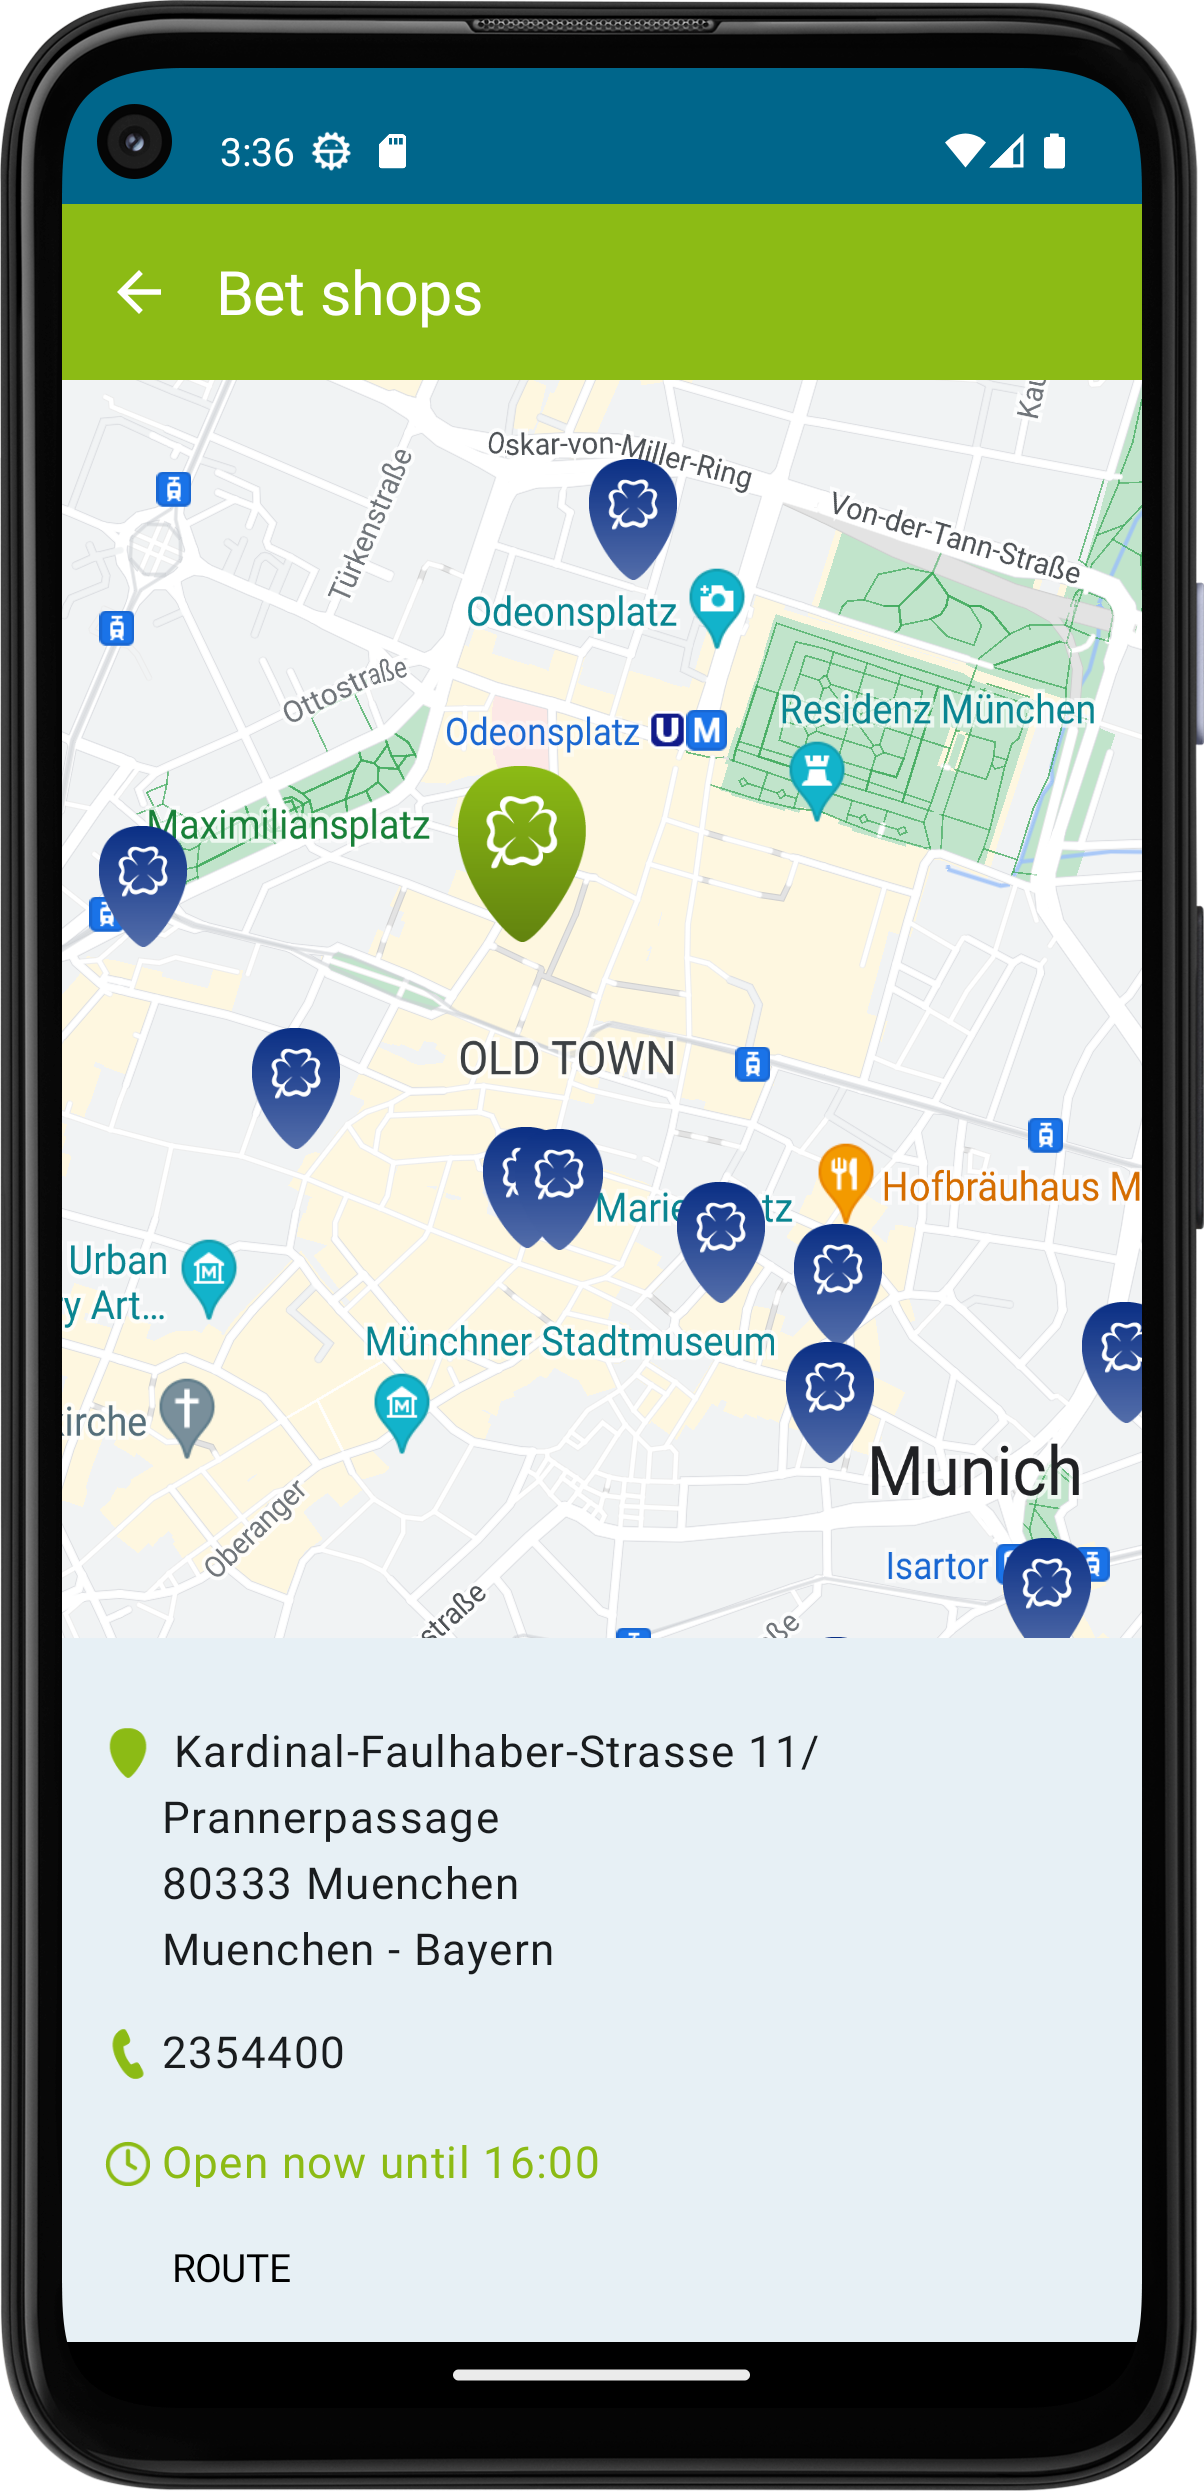 3:36
Bet shops
Kau
Oskar-von-Miller-Ring
Türkenstraße
Von-der-Tann-Straße
Odeonsplatz
Ottostraße
Residenz München
Odeonsplatz U M
Maximiliansplatz
OLD TOWN
Hofbräuhaus M
Marie tz
Urban
y Art...
Münchner Stadtmuseum
irche
Munich
Oberanger
Isartor
straße
ße
Kardinal-Faulhaber-Strasse 11/
Prannerpassage
80333 Muenchen
Muenchen - Bayern
2354400
Open now until 16:00
ROUTE